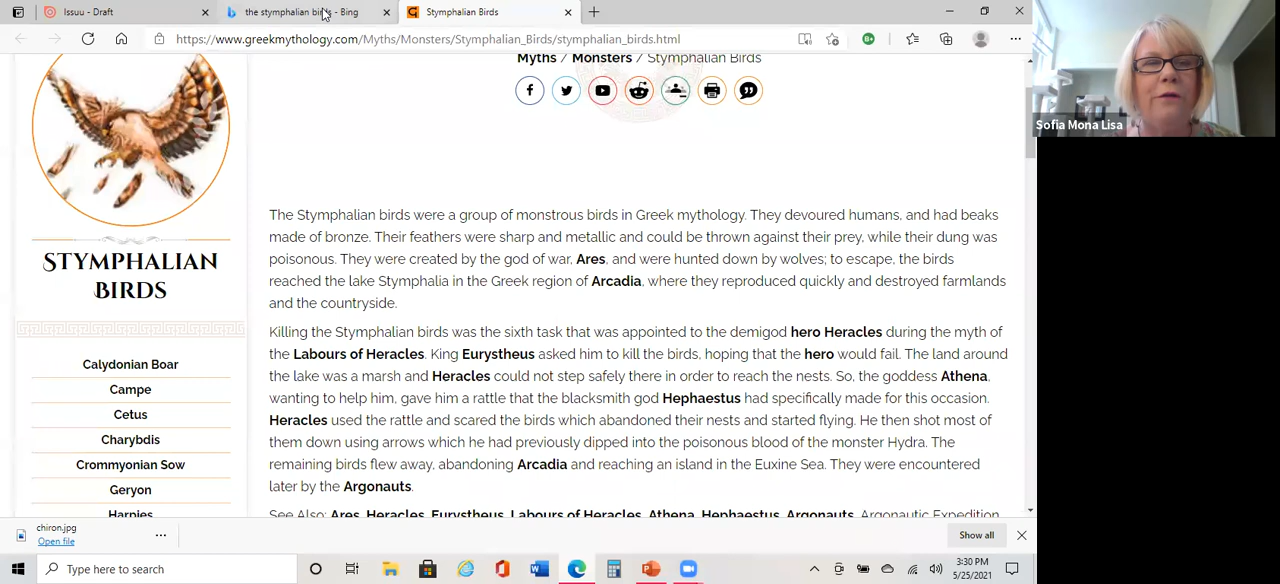 Issuu - Draft
the stymphalian birds - Bing
Stymphalian Birds
https://www.greekmythology.com/Myths/Monsters/Stymphalian_Birds/stymphalian_birds.html
Myths / Monsters / Stymphalian Birds
Sofia Mona Lisa
The Stymphalian birds were a group of monstrous birds in Greek mythology. They devoured humans, and had beaks
made of bronze. Their feathers were sharp and metallic and could be thrown against their prey, while their dung was
poisonous. They were created by the god of war, Ares, and were hunted down by wolves; to escape, the birds
reached the lake Stymphalia in the Greek region of Arcadia, where they reproduced quickly and destroyed farmlands
and the countryside.
STYMPHALIAN
BIRDS
Killing the Stymphalian birds was the sixth task that was appointed to the demigod hero Heracles during the myth of
the Labours of Heracles. King Eurystheus asked him to kill the birds, hoping that the hero would fail. The land around
the lake was a marsh and Heracles could not step safely there in order to reach the nests. So, the goddess Athena,
wanting to help him, gave him a rattle that the blacksmith god Hephaestus had specifically made for this occasion.
Heracles used the rattle and scared the birds which abandoned their nests and started flying. He then shot most of
them down using arrows which he had previously dipped into the poisonous blood of the monster Hydra. The
remaining birds flew away, abandoning Arcadia and reaching an island in the Euxine Sea. They were encountered
later by the Argonauts.
See Also: Ares, Heracles, Eurystheus, Labours of Heracles, Athena, Hephaestus, Argonauts, Argonautic Expedition
Calydonian Boar
Campe
Cetus
Charybdis
Crommyonian Sow
Geryon
Harpies
chiron.jpg
Open file
Show all
Type here to search
3:30 PM
5/25/2021